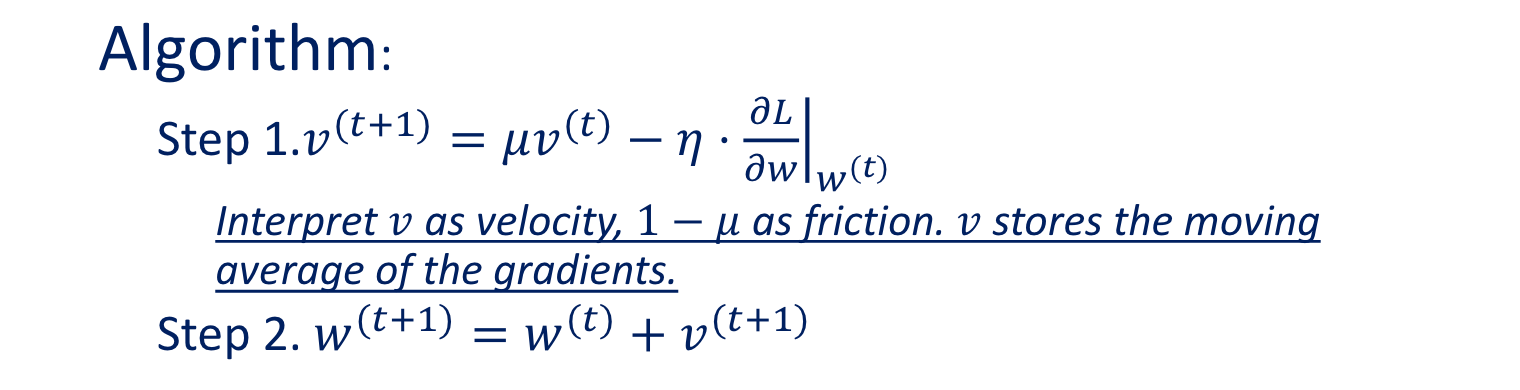 Algorithm:
Step 1. v^{(t+1)} = μv^{(t)} − η · ∂L/∂w |_{w^{(t)}}
Interpret v as velocity, 1 − μ as friction. v stores the moving
average of the gradients.
Step 2. w^{(t+1)} = w^{(t)} + v^{(t+1)}